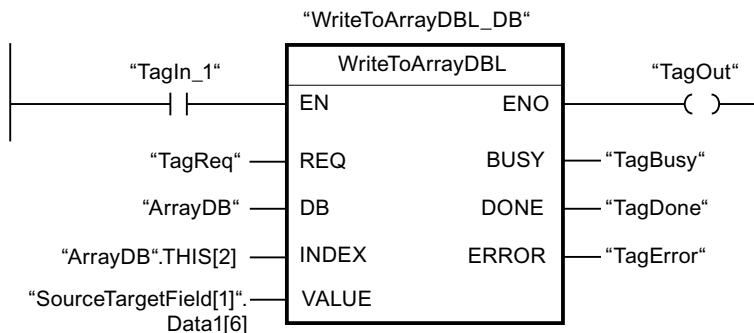 "WriteToArrayDBL_DB“
WriteToArrayDBL
“TagIn_1“
“TagOut“
EN
ENO
“TagReq“
REQ
BUSY
“TagBusy“
“ArrayDB“
DB
DONE
“TagDone“
“ArrayDB“.THIS[2]
INDEX
ERROR
“TagError“
“SourceTargetField[1]“.
Data1[6]
VALUE